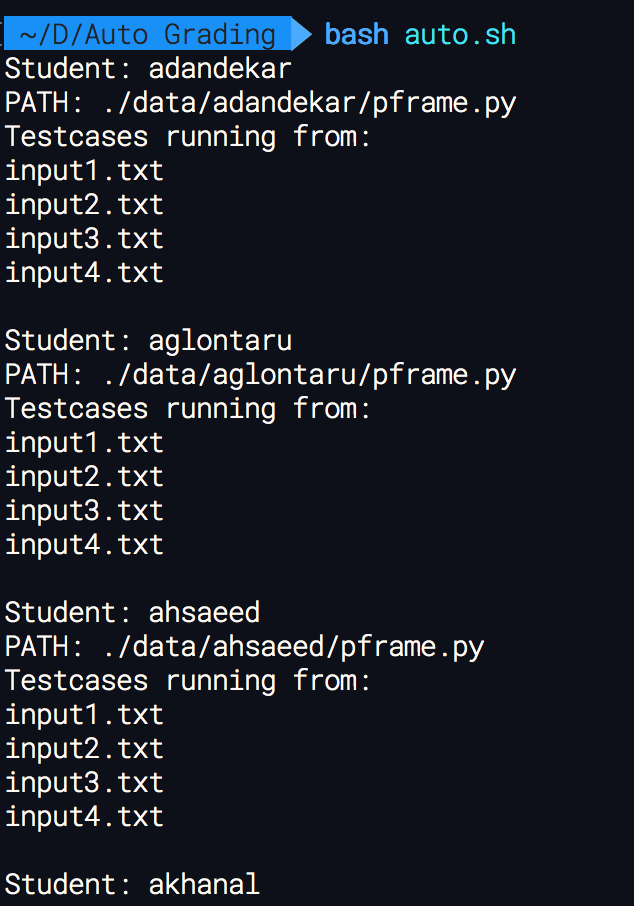 ~/D/Auto Grading bash auto.sh
Student: adandekar
PATH: ./data/adandekar/pframe.py
Testcases running from:
input1.txt
input2.txt
input3.txt
input4.txt
Student: aglontaru
PATH: ./data/aglontaru/pframe.py
Testcases running from:
input1.txt
input2.txt
input3.txt
input4.txt
Student: ahsaeed
PATH: ./data/ahsaeed/pframe.py
Testcases running from:
input1.txt
input2.txt
input3.txt
input4.txt
Student: akhanal